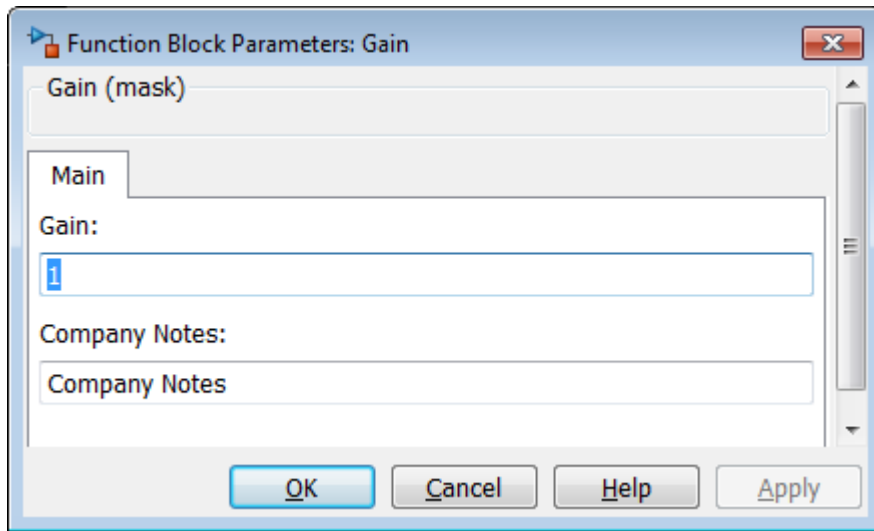 Function Block Parameters: Gain
Gain (mask)
Main
Gain:
1
Company Notes:
Company Notes
OK Cancel Help Apply